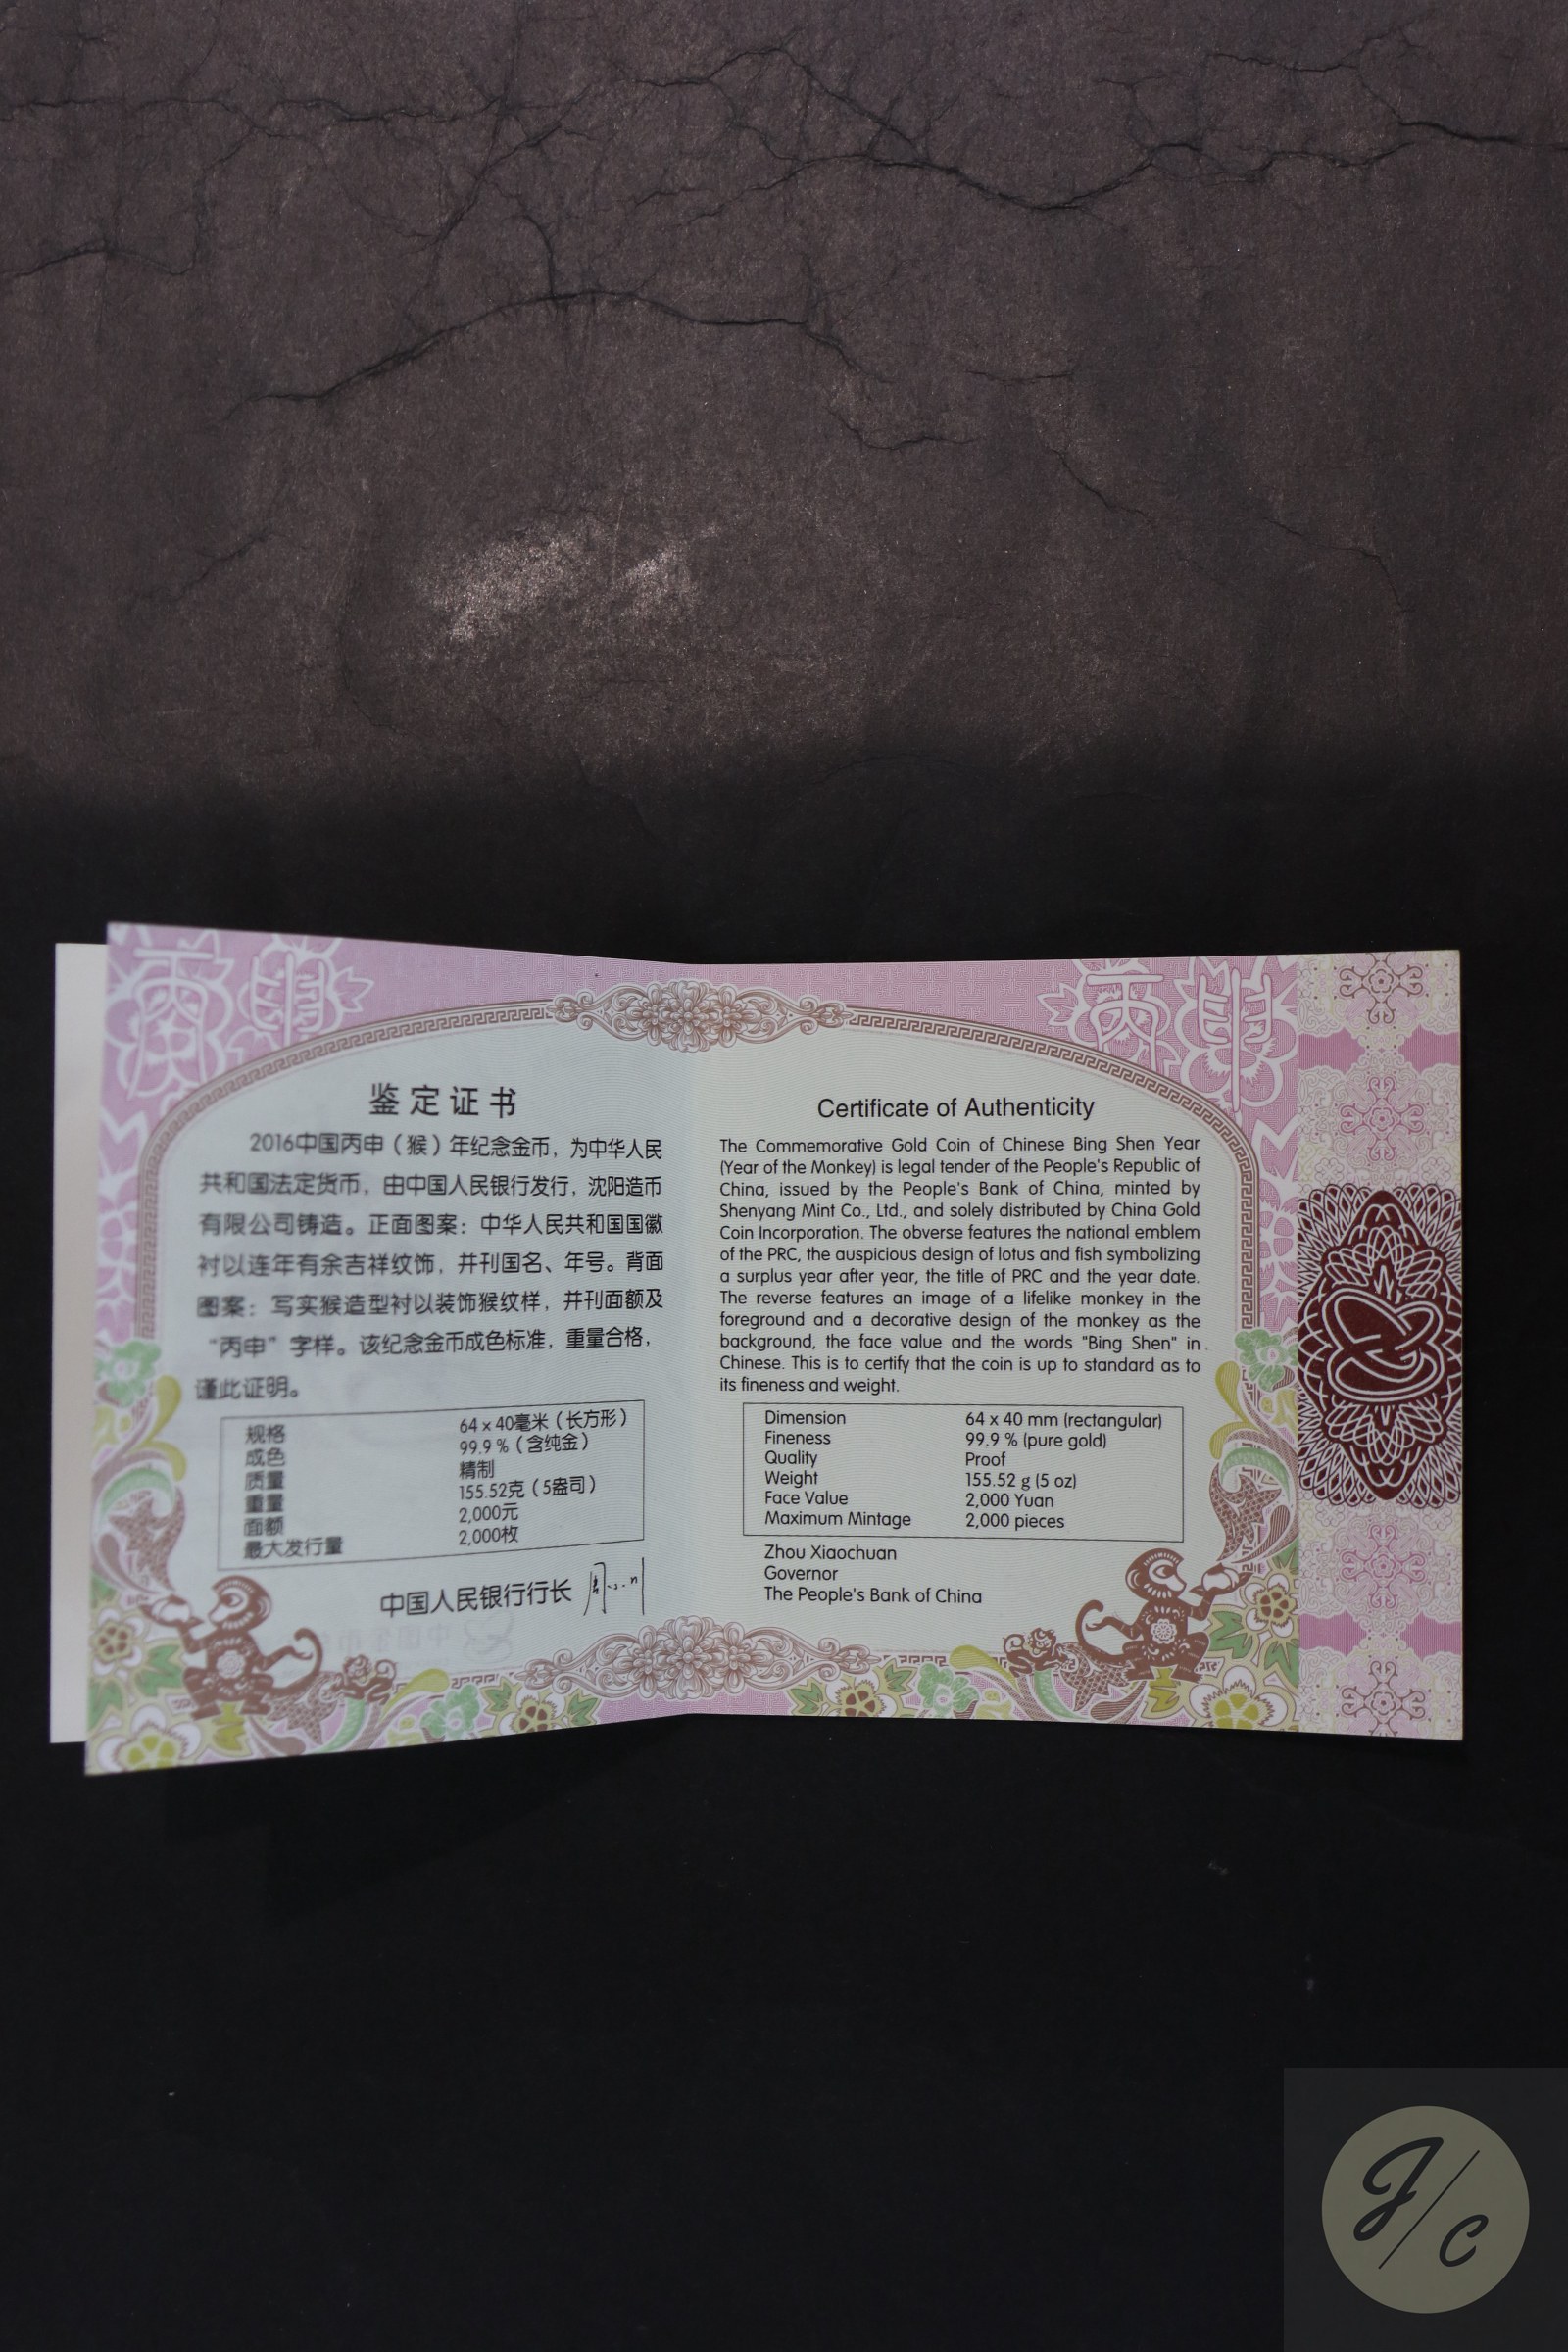 丙申
丙申
鉴定证书
2016中国丙申（猴）年纪念金币，为中华人民
共和国法定货币，由中国人民银行发行，沈阳造币
有限公司铸造。正面图案：中华人民共和国国徽
衬以连年有余吉祥纹饰，并刊国名、年号。背面
图案：写实猴造型衬以装饰猴纹样，并刊面额及
“丙申”字样。该纪念金币成色标准，重量合格，
谨此证明。
规格 64 x 40毫米（长方形）
成色 99.9 %（含纯金）
质量 精制
重量 155.52克（5盎司）
面额 2,000元
最大发行量 2,000枚
中国人民银行行长
Certificate of Authenticity
The Commemorative Gold Coin of Chinese Bing Shen Year
(Year of the Monkey) is legal tender of the People's Republic of
China, issued by the People's Bank of China, minted by
Shenyang Mint Co., Ltd., and solely distributed by China Gold
Coin Incorporation. The obverse features the national emblem
of the PRC, the auspicious design of lotus and fish symbolizing
a surplus year after year, the title of PRC and the year date.
The reverse features an image of a lifelike monkey in the
foreground and a decorative design of the monkey as the
background, the face value and the words "Bing Shen" in
Chinese. This is to certify that the coin is up to standard as to
its fineness and weight.
Dimension 64 x 40 mm (rectangular)
Fineness 99.9 % (pure gold)
Quality Proof
Weight 155.52 g (5 oz)
Face Value 2,000 Yuan
Maximum Mintage 2,000 pieces
Zhou Xiaochuan
Governor
The People's Bank of China
J/c